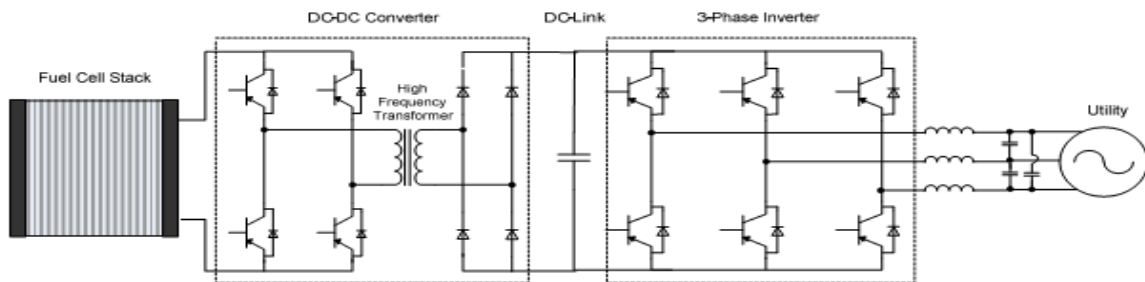 DC-DC Converter
DC-Link
3-Phase Inverter
Fuel Cell Stack
High
Frequency
Transformer
Utility